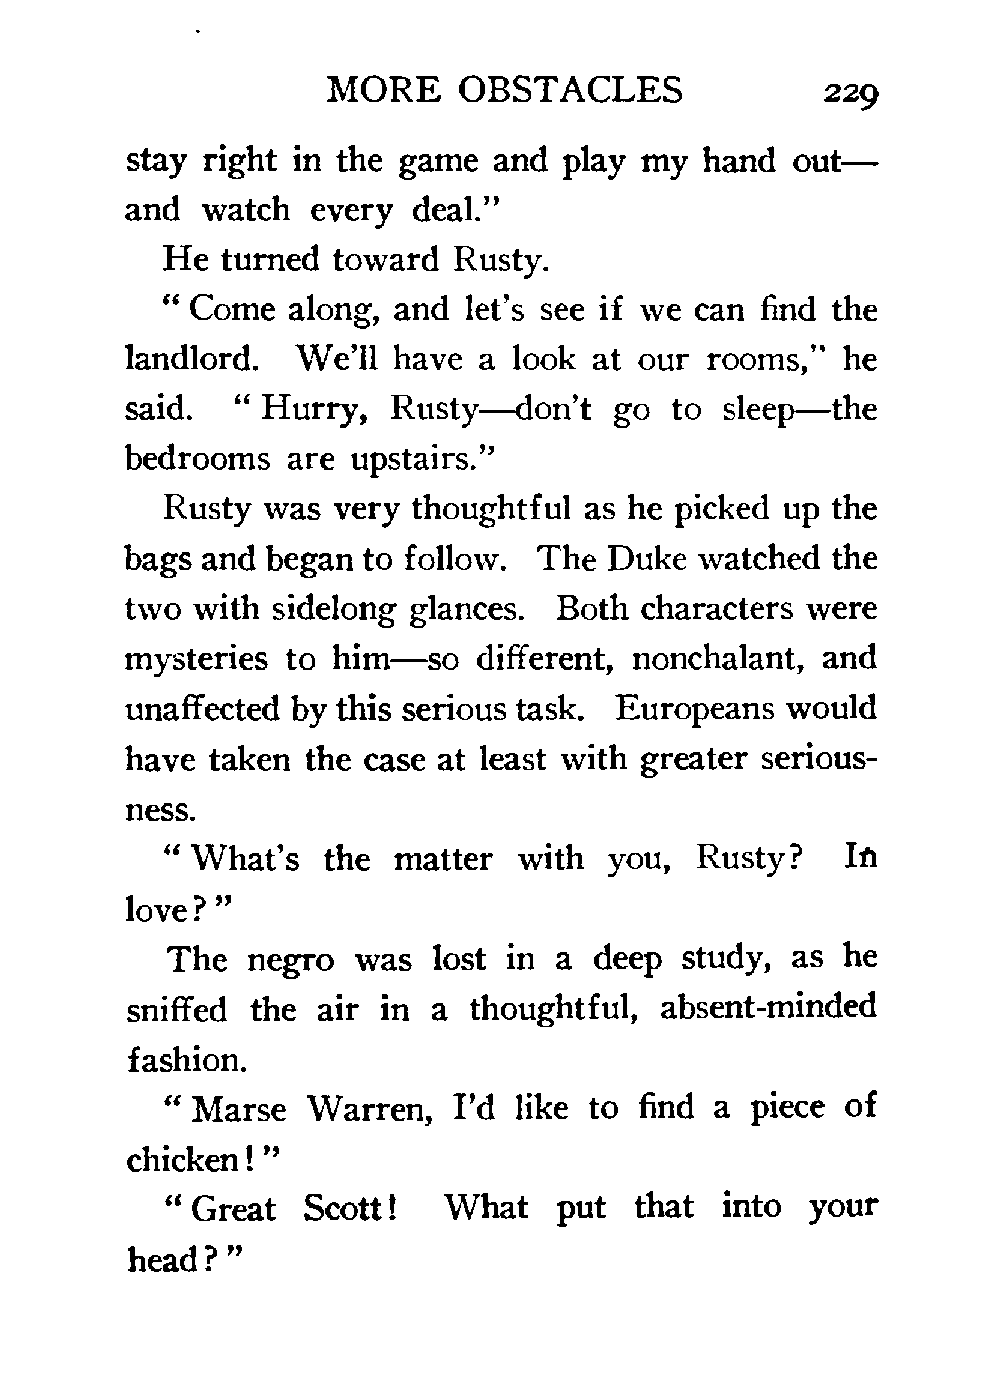 MORE OBSTACLES 229
stay right in the game and play my hand out—
and watch every deal."
He turned toward Rusty.
" Come along, and let's see if we can find the
landlord. We'll have a look at our rooms," he
said. " Hurry, Rusty—don't go to sleep—the
bedrooms are upstairs."
Rusty was very thoughtful as he picked up the
bags and began to follow. The Duke watched the
two with sidelong glances. Both characters were
mysteries to him—so different, nonchalant, and
unaffected by this serious task. Europeans would
have taken the case at least with greater serious-
ness.
" What's the matter with you, Rusty? In
love? "
The negro was lost in a deep study, as he
sniffed the air in a thoughtful, absent-minded
fashion.
" Marse Warren, I'd like to find a piece of
chicken! "
" Great Scott! What put that into your
head? "